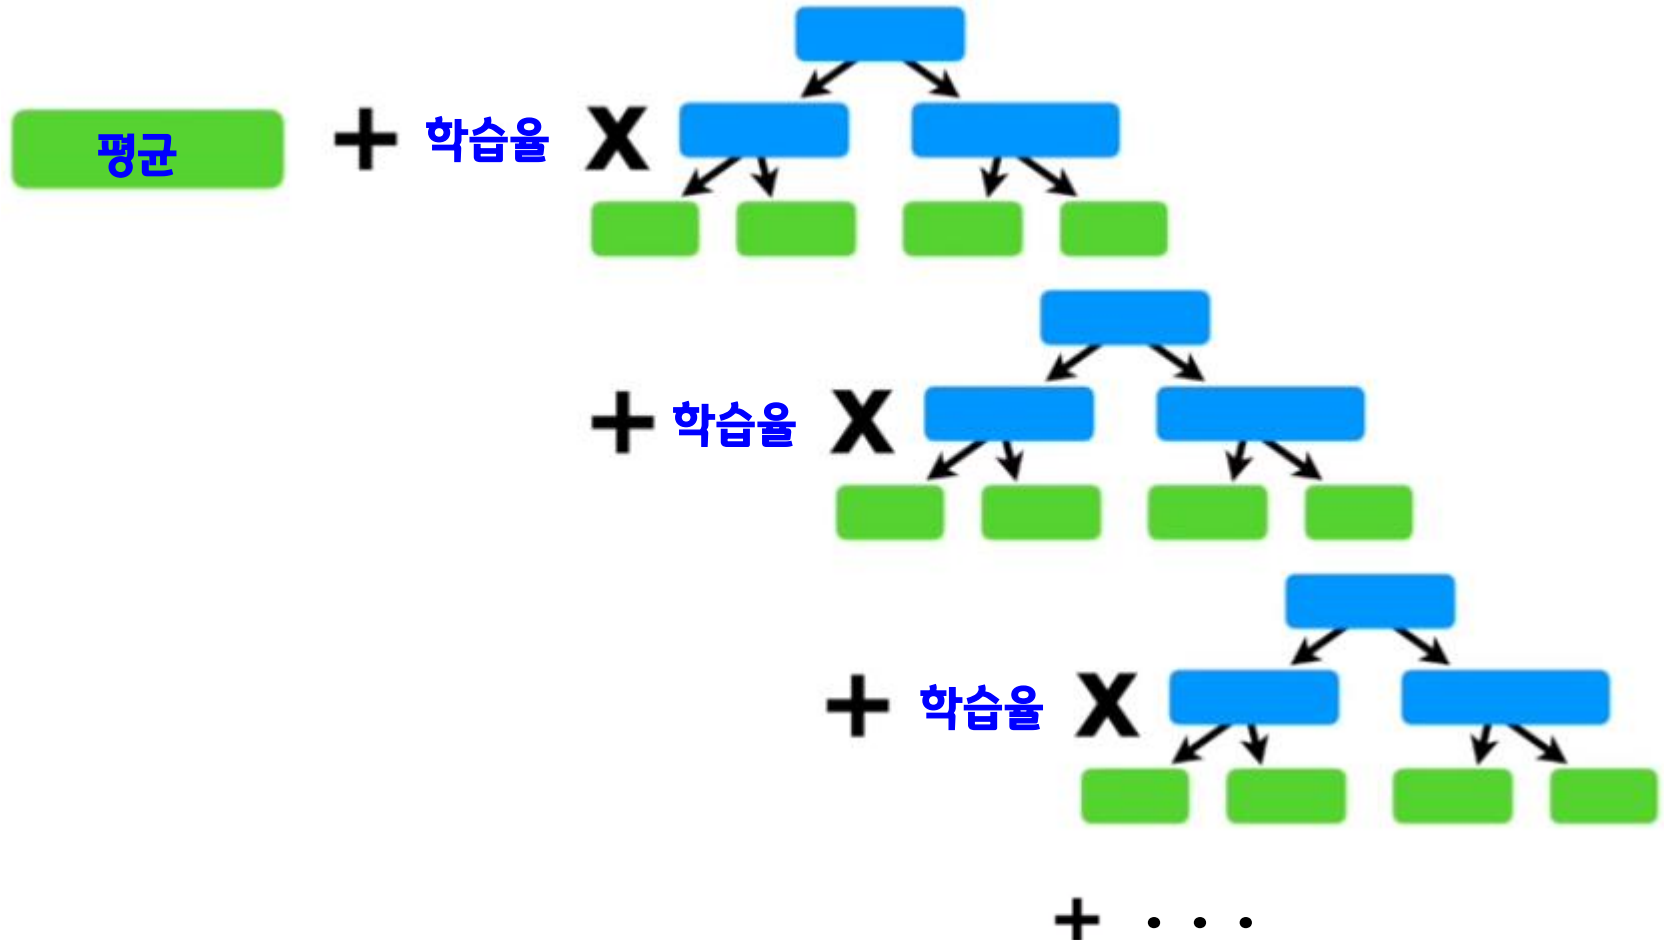 평균 + 학습율 X
+ 학습율 X
+ 학습율 X
+ . . .